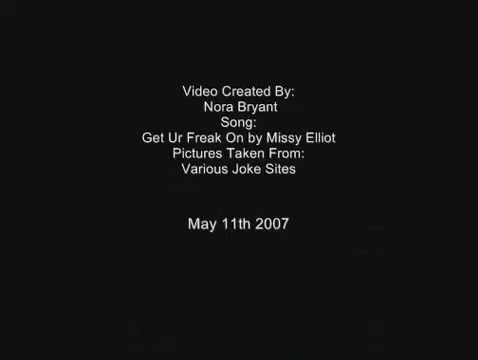 Video Created By:
Nora Bryant
Song:
Get Ur Freak On by Missy Elliot
Pictures Taken From:
Various Joke Sites
May 11th 2007